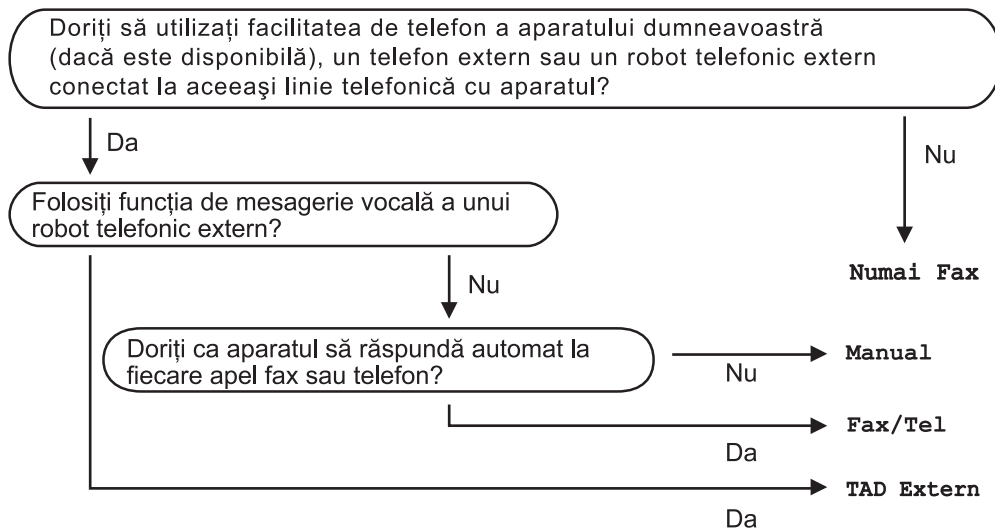 Doriți să utilizați facilitatea de telefon a aparatului dumneavoastră
(dacă este disponibilă), un telefon extern sau un robot telefonic extern
conectat la aceeaşi linie telefonică cu aparatul?
Da
Nu
Folosiți funcția de mesagerie vocală a unui
robot telefonic extern?
Numai Fax
Nu
Doriți ca aparatul să răspundă automat la
fiecare apel fax sau telefon?
Manual
Nu
Fax/Tel
Da
TAD Extern
Da